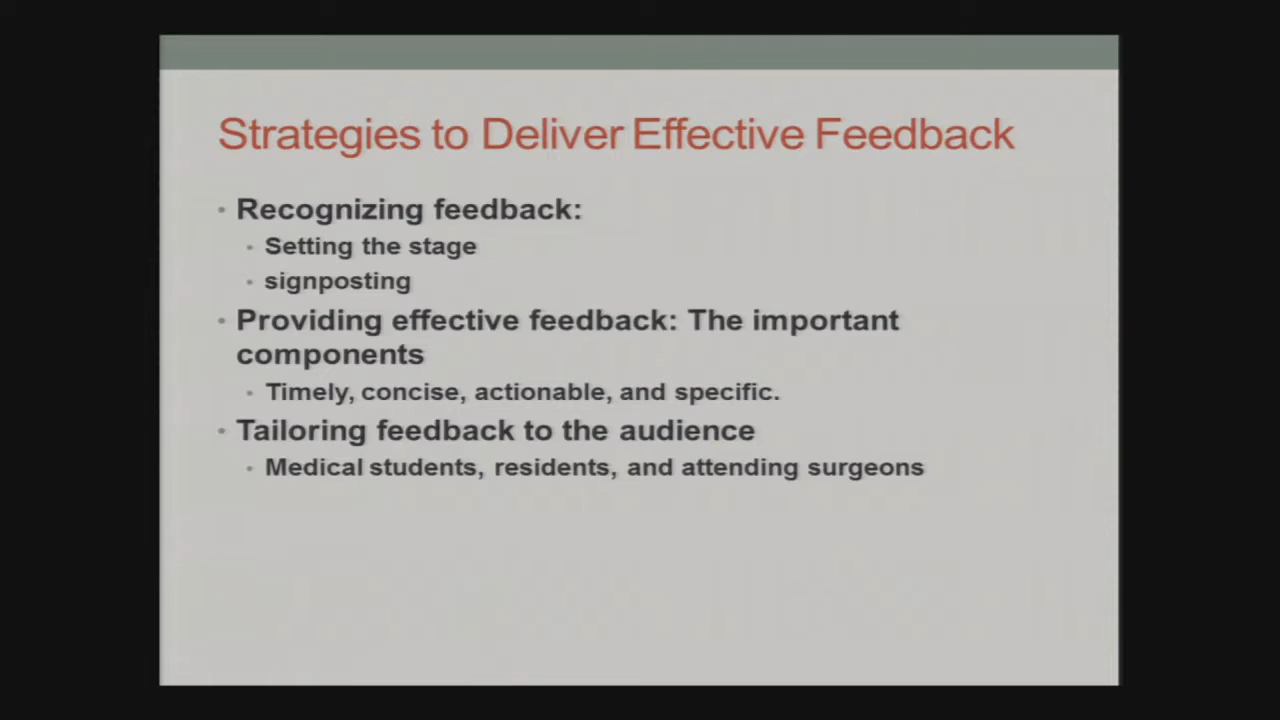 Strategies to Deliver Effective Feedback
Recognizing feedback:
Setting the stage
signposting
Providing effective feedback: The important
components
Timely, concise, actionable, and specific.
Tailoring feedback to the audience
Medical students, residents, and attending surgeons